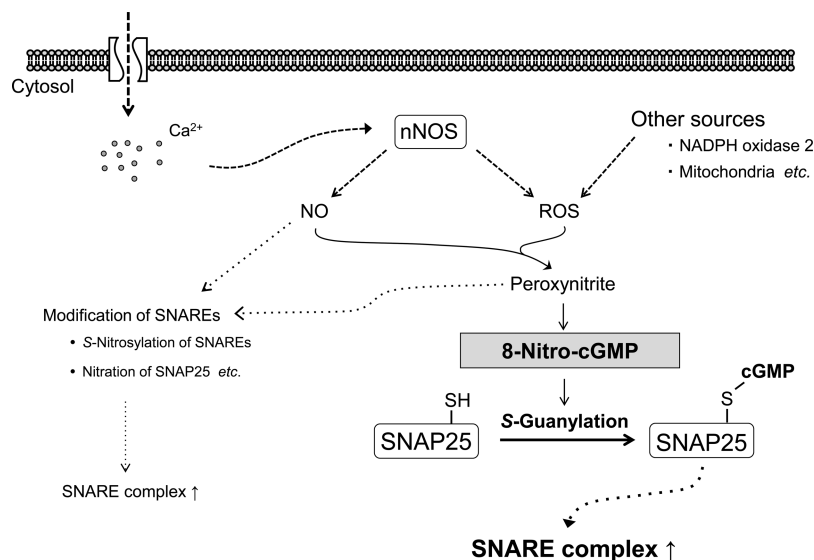 Cytosol
Ca²⁺
nNOS
Other sources
· NADPH oxidase 2
· Mitochondria etc.
NO
ROS
Peroxynitrite
Modification of SNAREs
• S-Nitrosylation of SNAREs
• Nitration of SNAP25 etc.
8-Nitro-cGMP
cGMP
SH
S
S-Guanylation
SNAP25
SNAP25
SNARE complex ↑
SNARE complex ↑